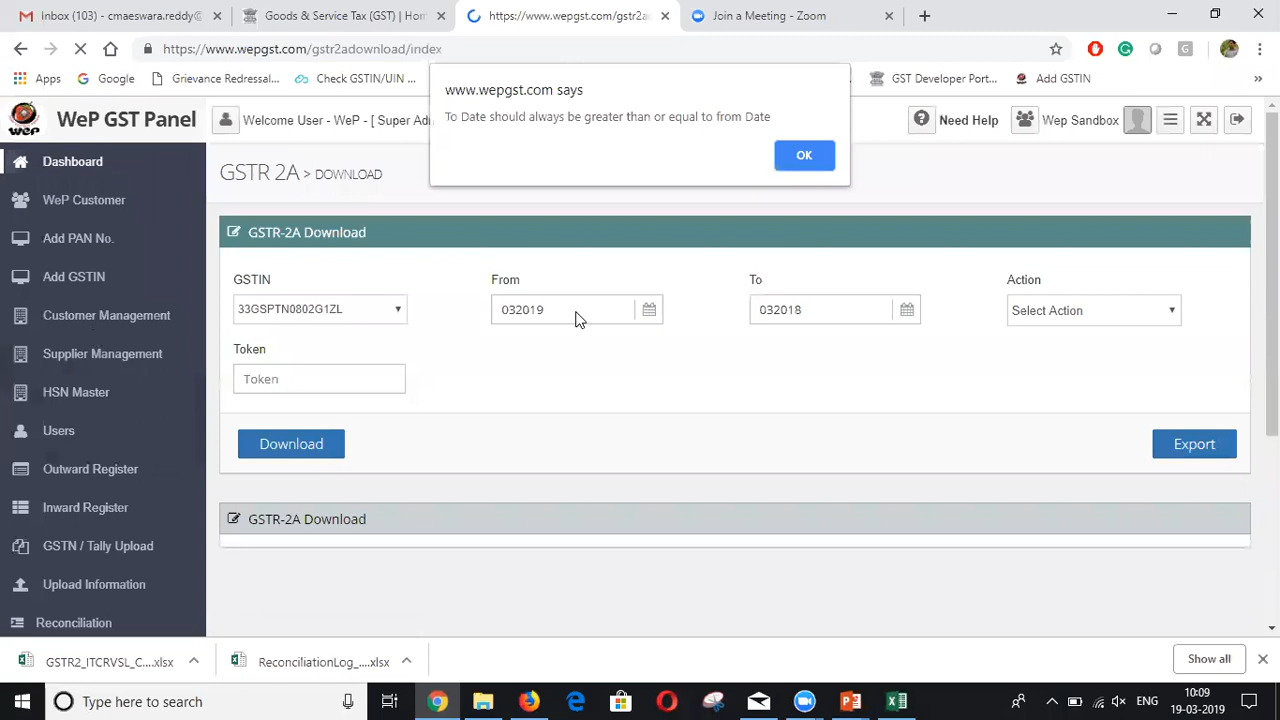 Inbox (103) - cmaeswara.reddy@
Goods & Service Tax (GST) | Hom
https://www.wepgst.com/gstr2ad
Join a Meeting - Zoom
https://www.wepgst.com/gstr2adownload/index
Apps
Google
Grievance Redressal...
Check GSTIN/UIN ...
GST Developer Port...
Add GSTIN
»
www.wepgst.com says
To Date should always be greater than or equal to from Date
OK
WeP
WeP GST Panel
Welcome User - WeP - [ Super Ad
Need Help
Wep Sandbox
Dashboard
WeP Customer
Add PAN No.
Add GSTIN
Customer Management
Supplier Management
HSN Master
Users
Outward Register
Inward Register
GSTN / Tally Upload
Upload Information
Reconciliation
GSTR 2A > DOWNLOAD
GSTR-2A Download
GSTIN
From
To
Action
33GSPTN0802G1ZL
032019
032018
Select Action
Token
Token
Download
Export
GSTR-2A Download
GSTR2_ITCRVSL_C....xlsx
ReconciliationLog_....xlsx
Show all
Type here to search
ENG
10:09
19-03-2019